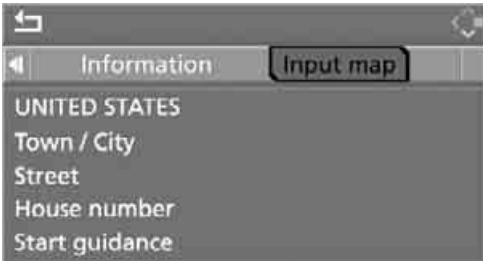 Information Input map
UNITED STATES
Town / City
Street
House number
Start guidance